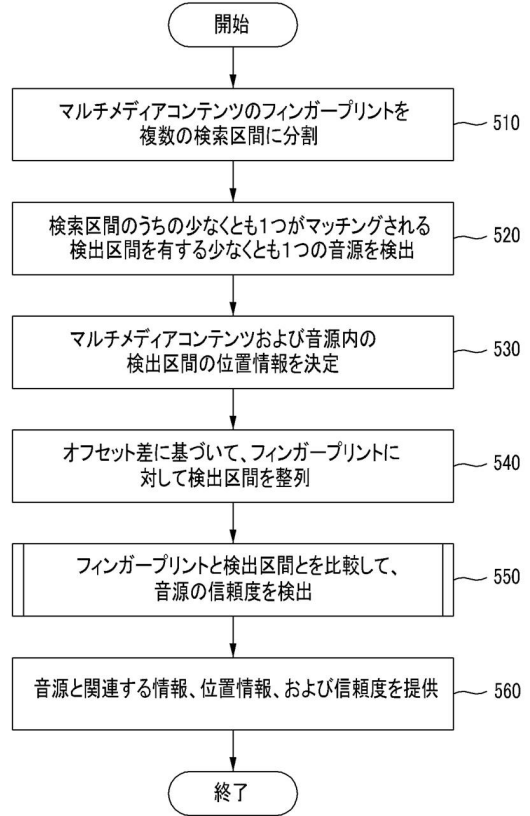 開始
マルチメディアコンテンツのフィンガープリントを
複数の検索区間に分割
510
検索区間のうちの少なくとも1つがマッチングされる
検出区間を有する少なくとも1つの音源を検出
520
マルチメディアコンテンツおよび音源内の
検出区間の位置情報を決定
530
オフセット差に基づいて、フィンガープリントに
対して検出区間を整列
540
フィンガープリントと検出区間とを比較して、
音源の信頼度を検出
550
音源と関連する情報、位置情報、および信頼度を提供
560
終了